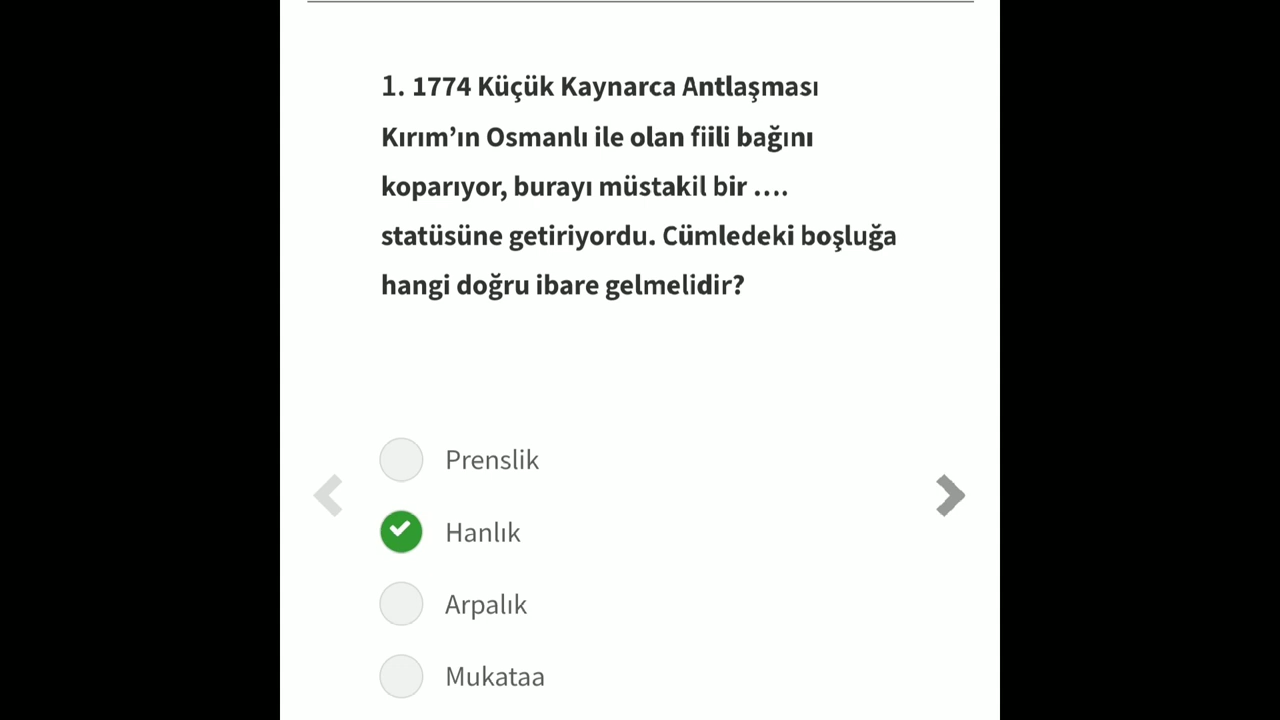 1. 1774 Küçük Kaynarca Antlaşması
Kırım’ın Osmanlı ile olan fiili bağını
koparıyor, burayı müstakil bir ….
statüsüne getiriyordu. Cümledeki boşluğa
hangi doğru ibare gelmelidir?
Prenslik
Hanlık
Arpalık
Mukataa